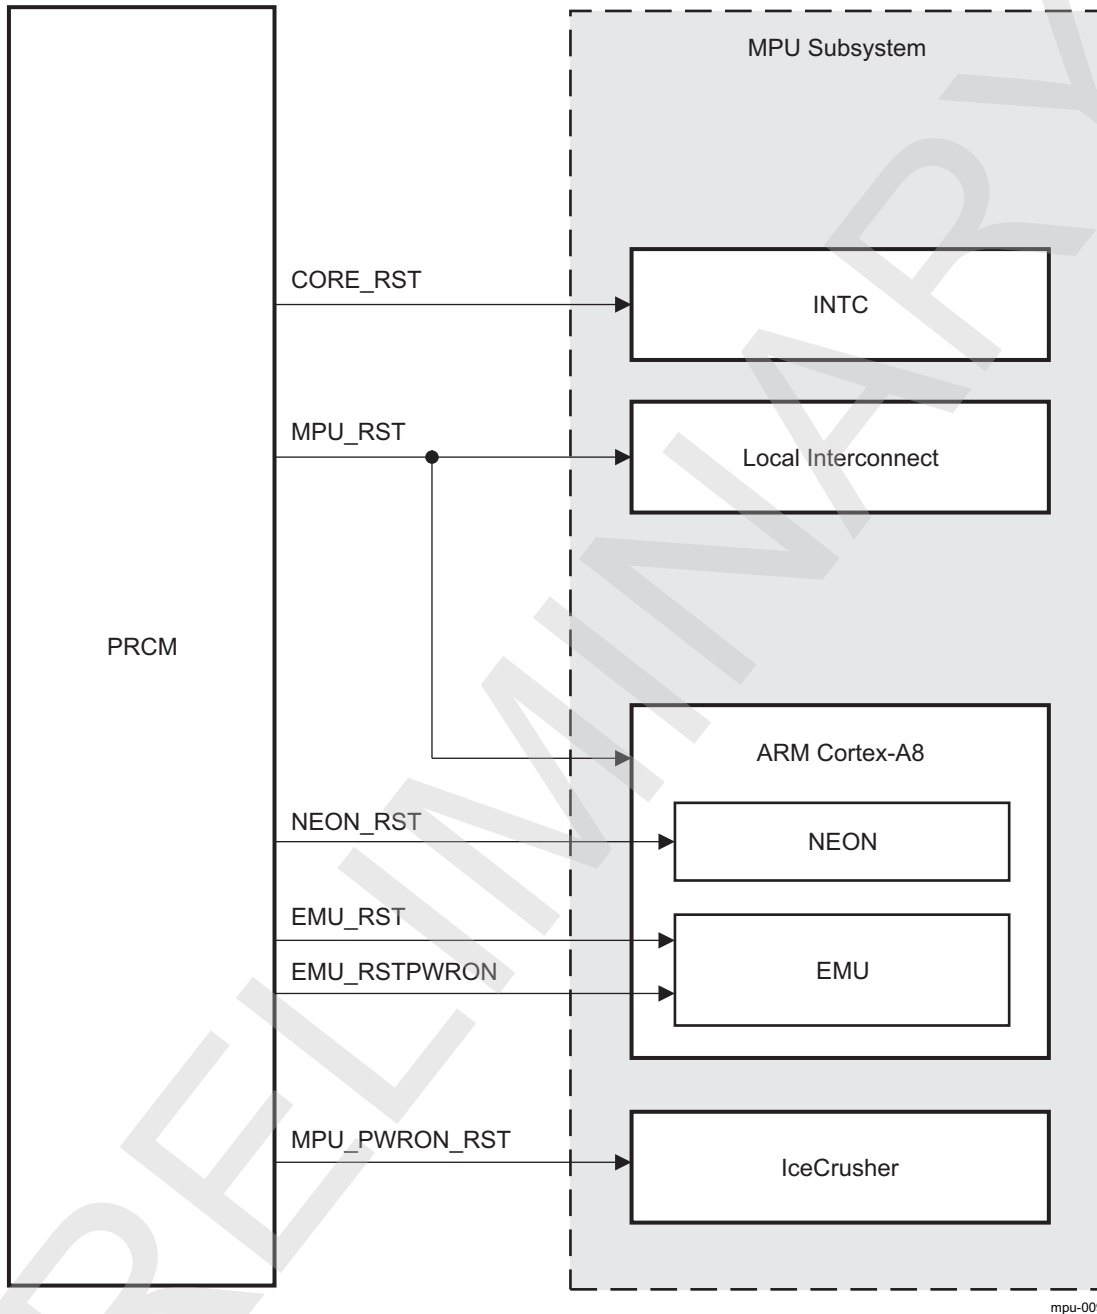 MPU Subsystem
CORE_RST
INTC
MPU_RST
Local Interconnect
PRCM
ARM Cortex-A8
NEON_RST
NEON
EMU_RST
EMU_RSTPWRON
EMU
MPU_PWRON_RST
IceCrusher
PRELIMINARY